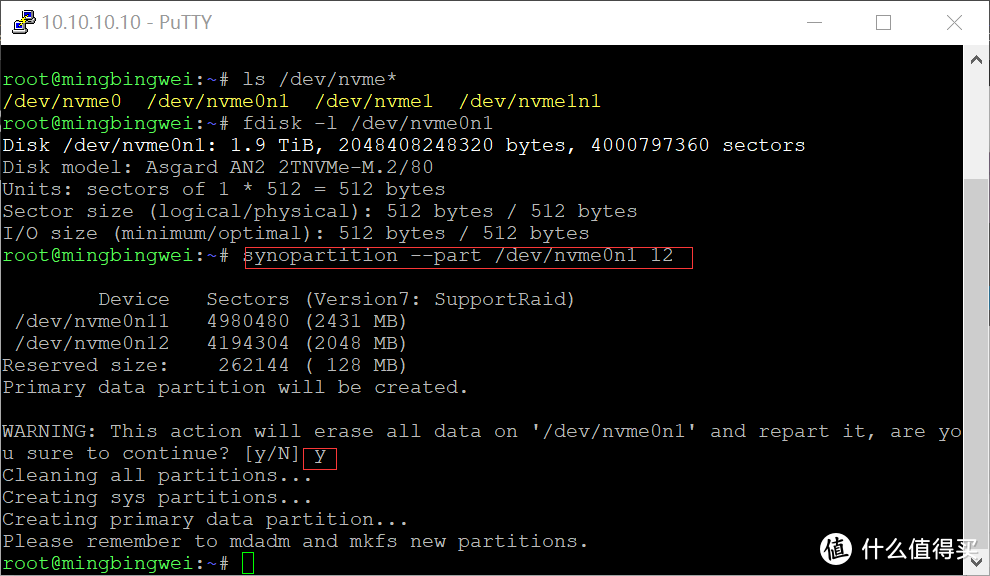 10.10.10.10 - PuTTY
root@mingbingwei:~# ls /dev/nvme*
/dev/nvme0  /dev/nvme0n1  /dev/nvme1  /dev/nvme1n1
root@mingbingwei:~# fdisk -l /dev/nvme0n1
Disk /dev/nvme0n1: 1.9 TiB, 2048408248320 bytes, 4000797360 sectors
Disk model: Asgard AN2 2TNVMe-M.2/80
Units: sectors of 1 * 512 = 512 bytes
Sector size (logical/physical): 512 bytes / 512 bytes
I/O size (minimum/optimal): 512 bytes / 512 bytes
root@mingbingwei:~# synopartition --part /dev/nvme0n1 12
        Device   Sectors (Version7: SupportRaid)
 /dev/nvme0n11   4980480 (2431 MB)
 /dev/nvme0n12   4194304 (2048 MB)
Reserved size:    262144 ( 128 MB)
Primary data partition will be created.
WARNING: This action will erase all data on '/dev/nvme0n1' and repart it, are yo
u sure to continue? [y/N] y
Cleaning all partitions...
Creating sys partitions...
Creating primary data partition...
Please remember to mdadm and mkfs new partitions.
root@mingbingwei:~#
值 什么值得买